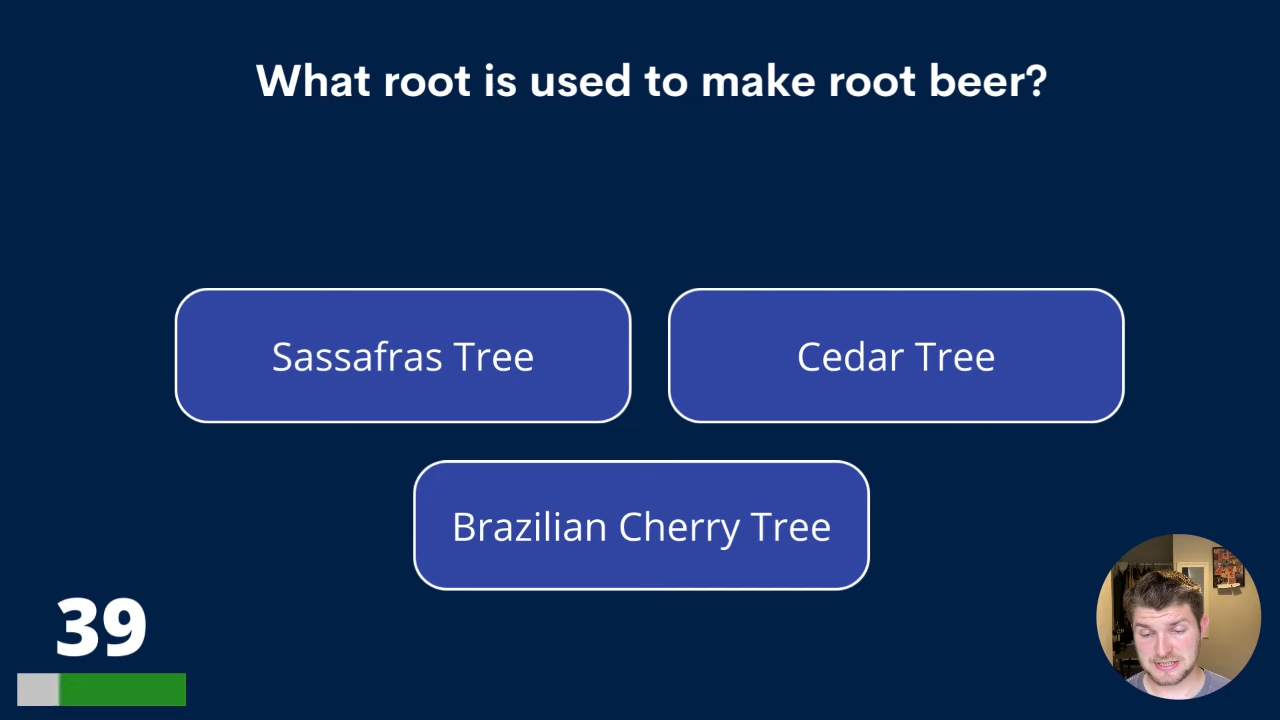 What root is used to make root beer?
Sassafras Tree
Cedar Tree
Brazilian Cherry Tree
39